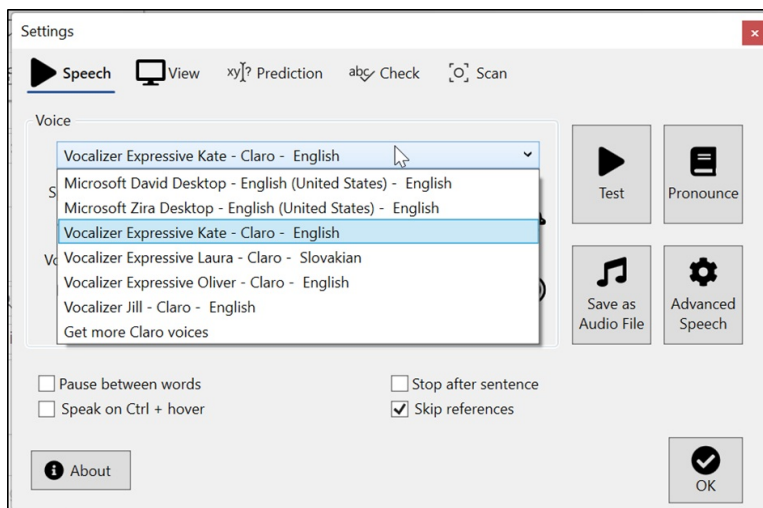 Settings
Speech View xy? Prediction abc Check Scan
Voice
Vocalizer Expressive Kate - Claro - English
Microsoft David Desktop - English (United States) - English
Microsoft Zira Desktop - English (United States) - English
Vocalizer Expressive Kate - Claro - English
Vocalizer Expressive Laura - Claro - Slovakian
Vocalizer Expressive Oliver - Claro - English
Vocalizer Jill - Claro - English
Get more Claro voices
Test
Pronounce
Save as
Audio File
Advanced
Speech
Pause between words
Stop after sentence
Speak on Ctrl + hover
Skip references
About
OK